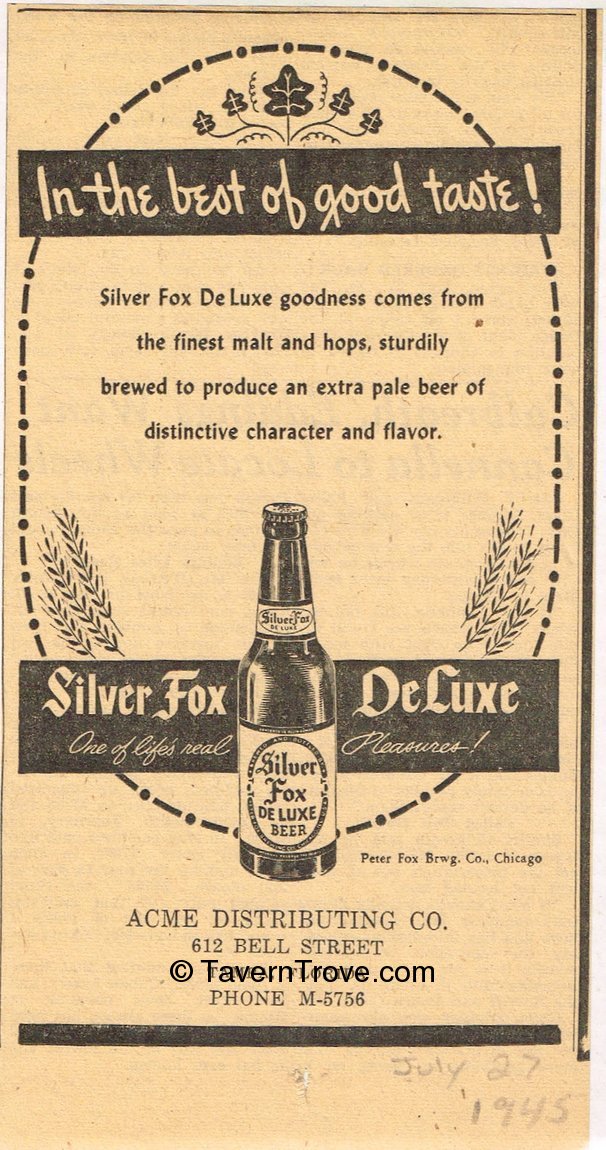 In the best of good taste!
Silver Fox De Luxe goodness comes from
the finest malt and hops, sturdily
brewed to produce an extra pale beer of
distinctive character and flavor.
Silver Fox
DE LUXE
Silver Fox DeLuxe
One of life's real Pleasures!
Silver
Fox
DE LUXE
BEER
Peter Fox Brwg. Co., Chicago
ACME DISTRIBUTING CO.
612 BELL STREET
TAMPA, FLORIDA
© TavernTrove.com
PHONE M-5756
July 27
1945